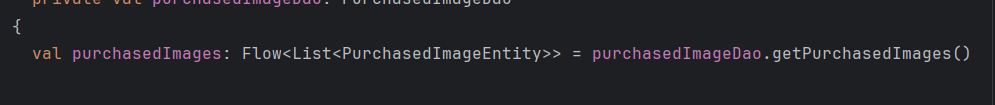 private val purchasedImageDao: PurchasedImageDao
{
val purchasedImages: Flow<List<PurchasedImageEntity>> = purchasedImageDao.getPurchasedImages()